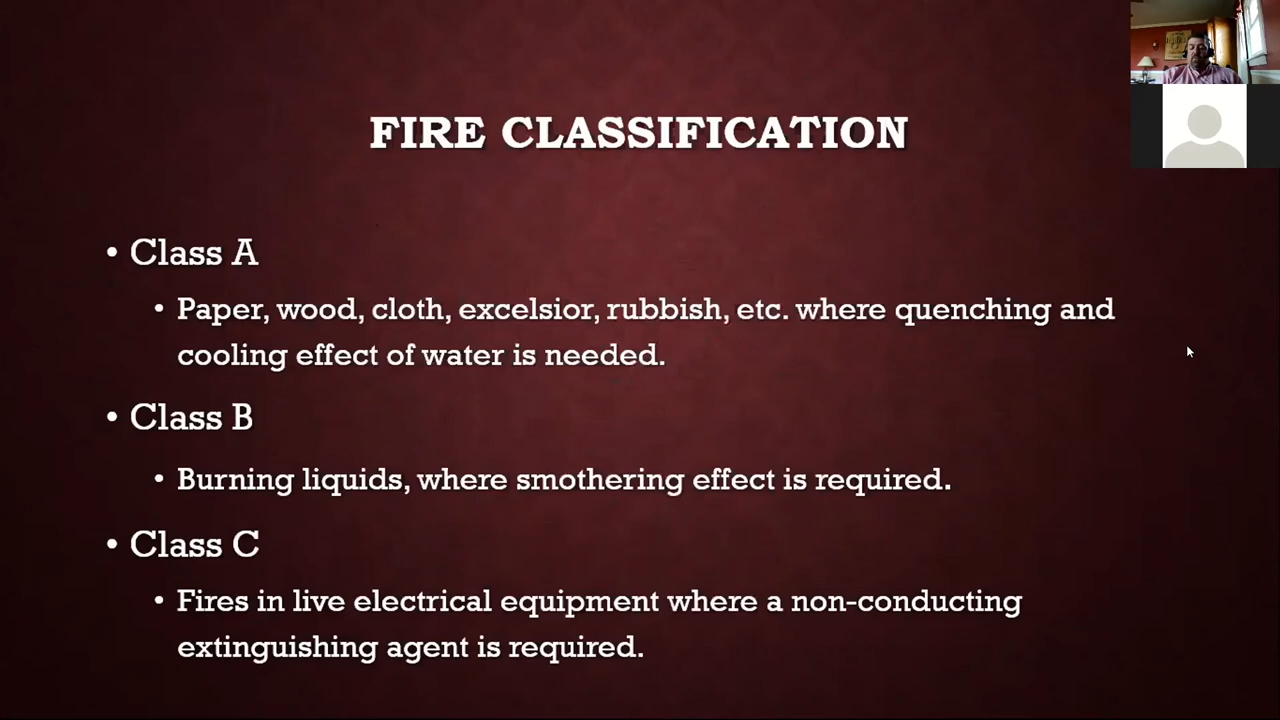 FIRE CLASSIFICATION
• Class A
• Paper, wood, cloth, excelsior, rubbish, etc. where quenching and
cooling effect of water is needed.
• Class B
• Burning liquids, where smothering effect is required.
• Class C
• Fires in live electrical equipment where a non-conducting
extinguishing agent is required.